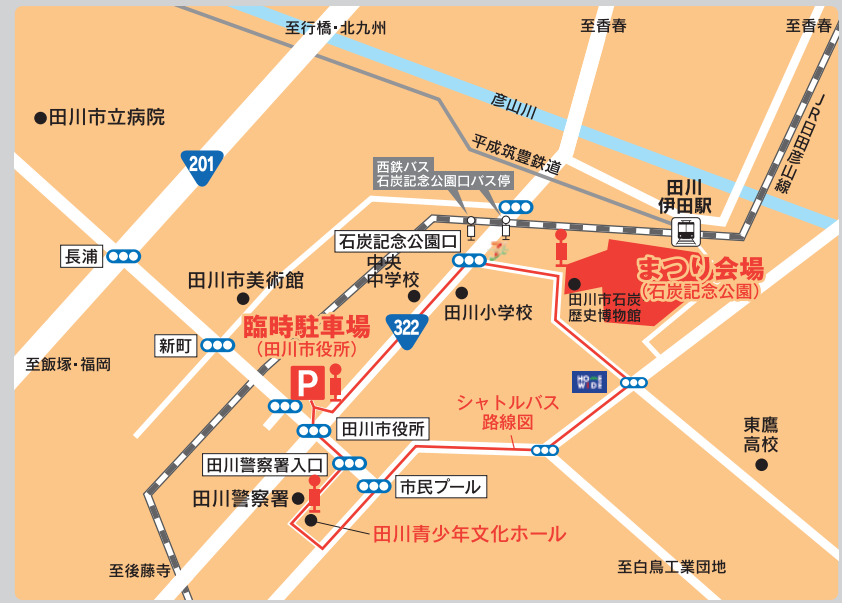 至行橋・北九州
至香春
至香春
田川市立病院
201
彦山川
平成筑豊鉄道
JR日田彦山線
西鉄バス
石炭記念公園口バス停
田川
伊田駅
石炭記念公園口
長浦
中央
中学校
田川市美術館
まつり会場
(石炭記念公園)
田川市石炭
歴史博物館
田川小学校
322
臨時駐車場
(田川市役所)
新町
至飯塚・福岡
P
HOME
WIDE
シャトルバス
路線図
田川市役所
東鷹
高校
田川警察署入口
市民プール
田川警察署
田川青少年文化ホール
至後藤寺
至白鳥工業団地